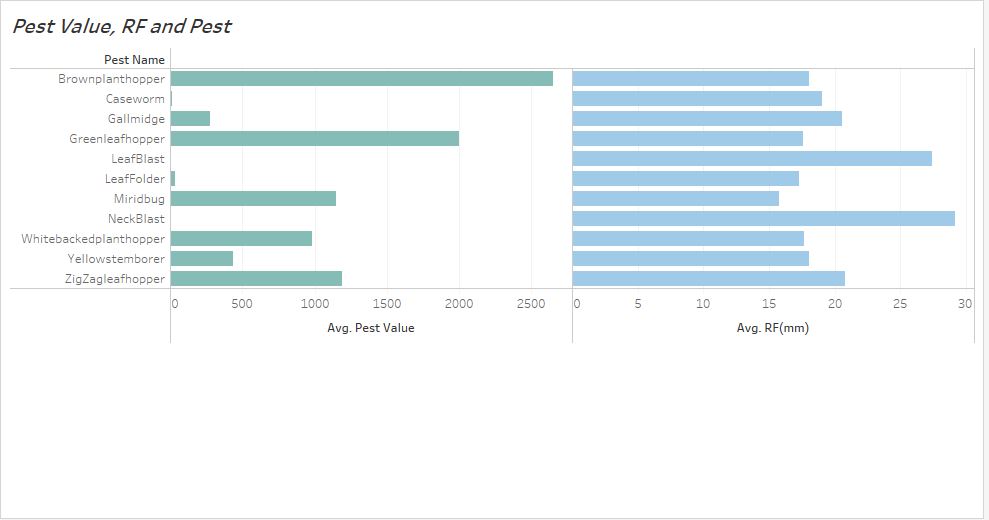 Pest Value, RF and Pest
Pest Name
Brownplanthopper
Caseworm
Gallmidge
Greenleafhopper
LeafBlast
LeafFolder
Miridbug
NeckBlast
Whitebackedplanthopper
Yellowstemborer
ZigZagleafhopper
0 500 1000 1500 2000 2500 0 5 10 15 20 25 30
Avg. Pest Value Avg. RF(mm)